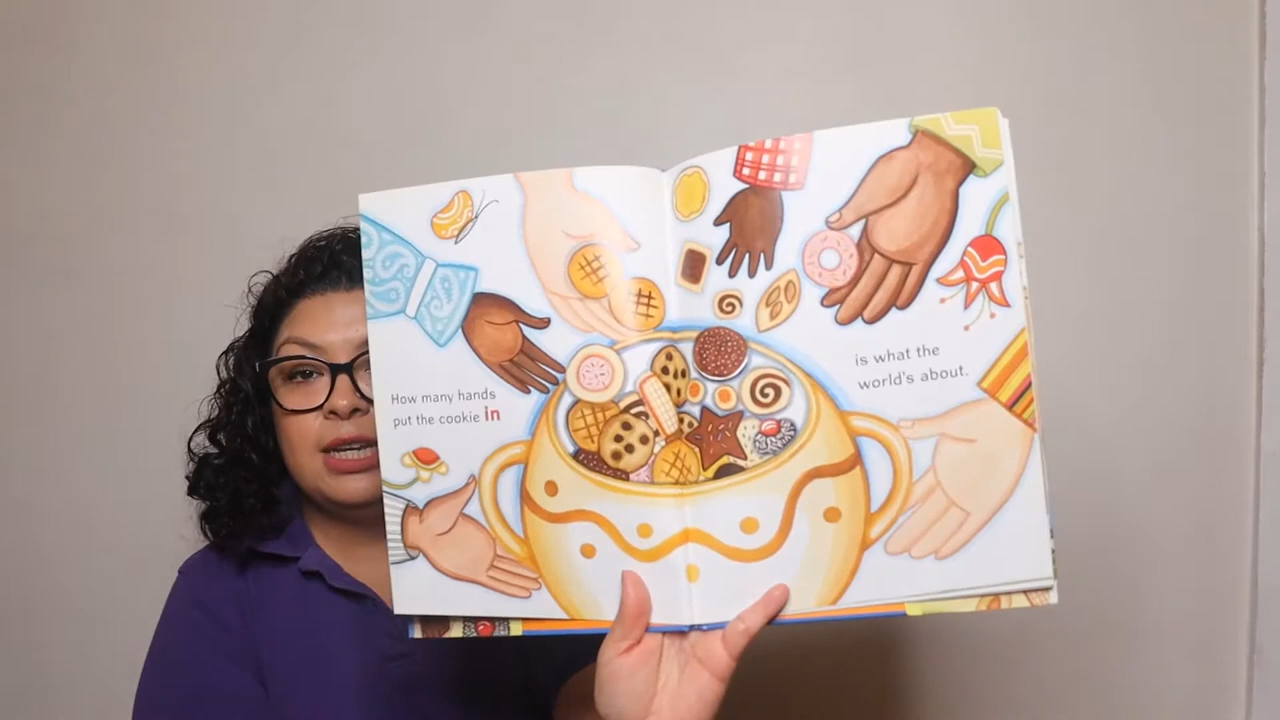 How many hands
put the cookie in
is what the
world's about.